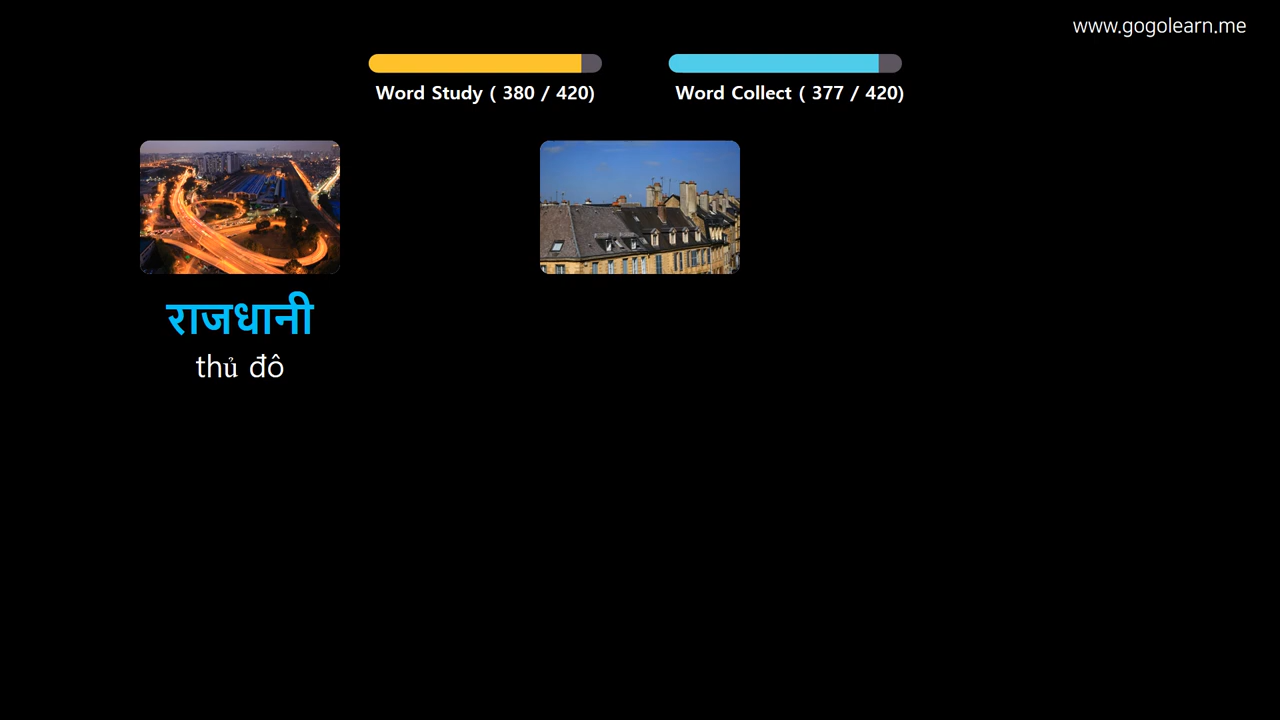 www.gogolearn.me
Word Study ( 380 / 420)
Word Collect ( 377 / 420)
राजधानी
thủ đô